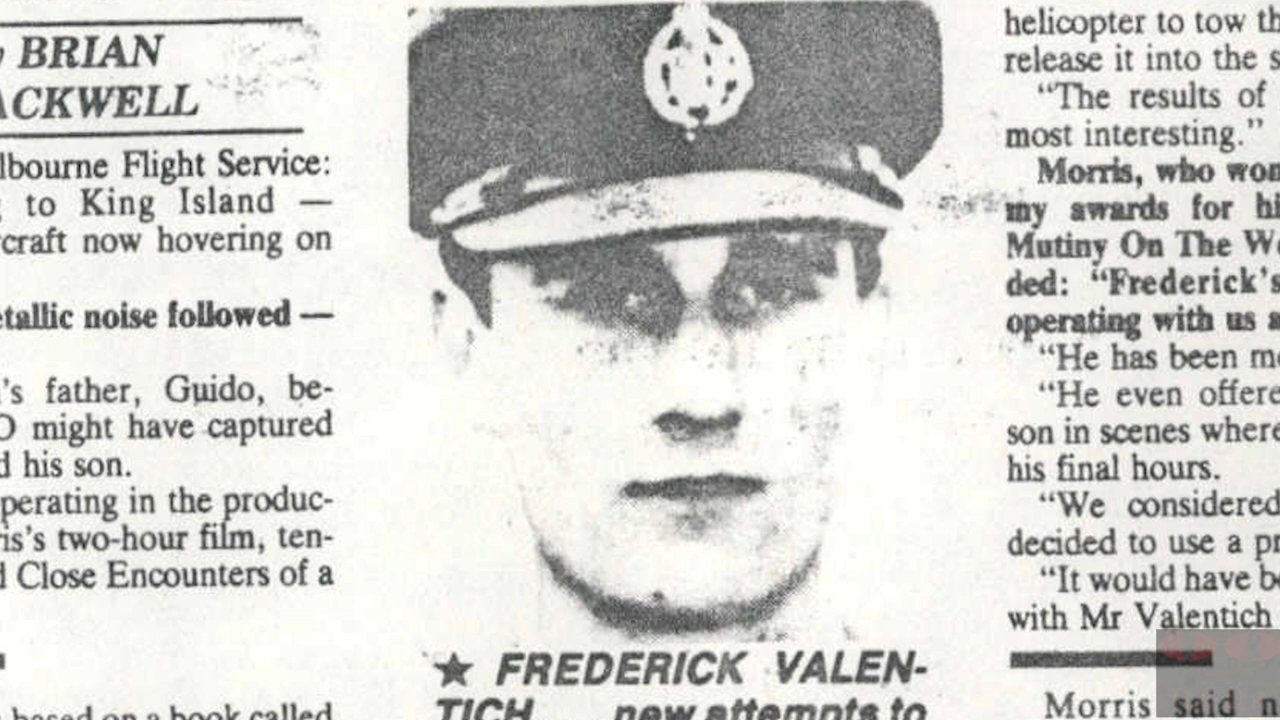 BRIAN
ACKWELL
lbourne Flight Service:
to King Island —
craft now hovering on
etallic noise followed —
's father, Guido, be-
O might have captured
d his son.
perating in the produc-
ris's two-hour film, ten-
d Close Encounters of a
based on a book called
★ FREDERICK VALEN-
TICH . . . new attempts to
helicopter to tow th
release it into the s
"The results of
most interesting."
Morris, who won
my awards for hi
Mutiny On The We
ded: "Frederick's
operating with us a
"He has been mo
"He even offere
son in scenes where
his final hours.
"We considered
decided to use a pr
"It would have be
with Mr Valentich
Morris said n